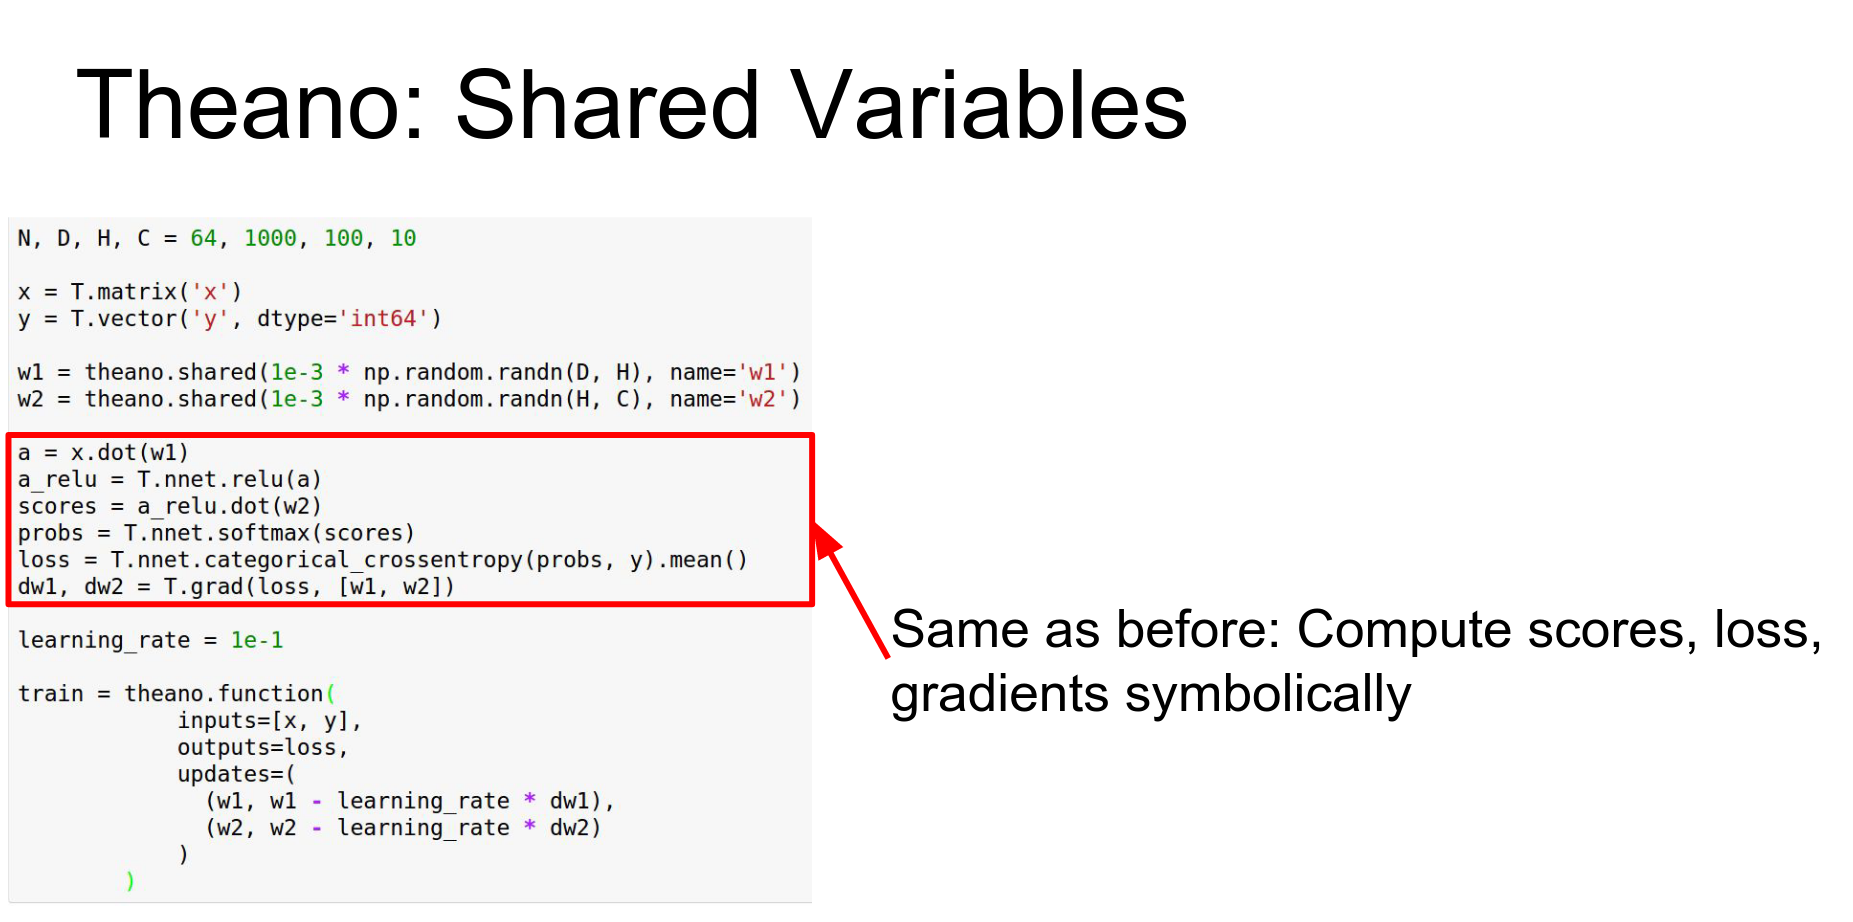 Theano: Shared Variables
N, D, H, C = 64, 1000, 100, 10
x = T.matrix('x')
y = T.vector('y', dtype='int64')
w1 = theano.shared(1e-3 * np.random.randn(D, H), name='w1')
w2 = theano.shared(1e-3 * np.random.randn(H, C), name='w2')
a = x.dot(w1)
a_relu = T.nnet.relu(a)
scores = a_relu.dot(w2)
probs = T.nnet.softmax(scores)
loss = T.nnet.categorical_crossentropy(probs, y).mean()
dw1, dw2 = T.grad(loss, [w1, w2])
learning_rate = 1e-1
train = theano.function(
            inputs=[x, y],
            outputs=loss,
            updates=(
              (w1, w1 - learning_rate * dw1),
              (w2, w2 - learning_rate * dw2)
            )
        )
Same as before: Compute scores, loss,
gradients symbolically